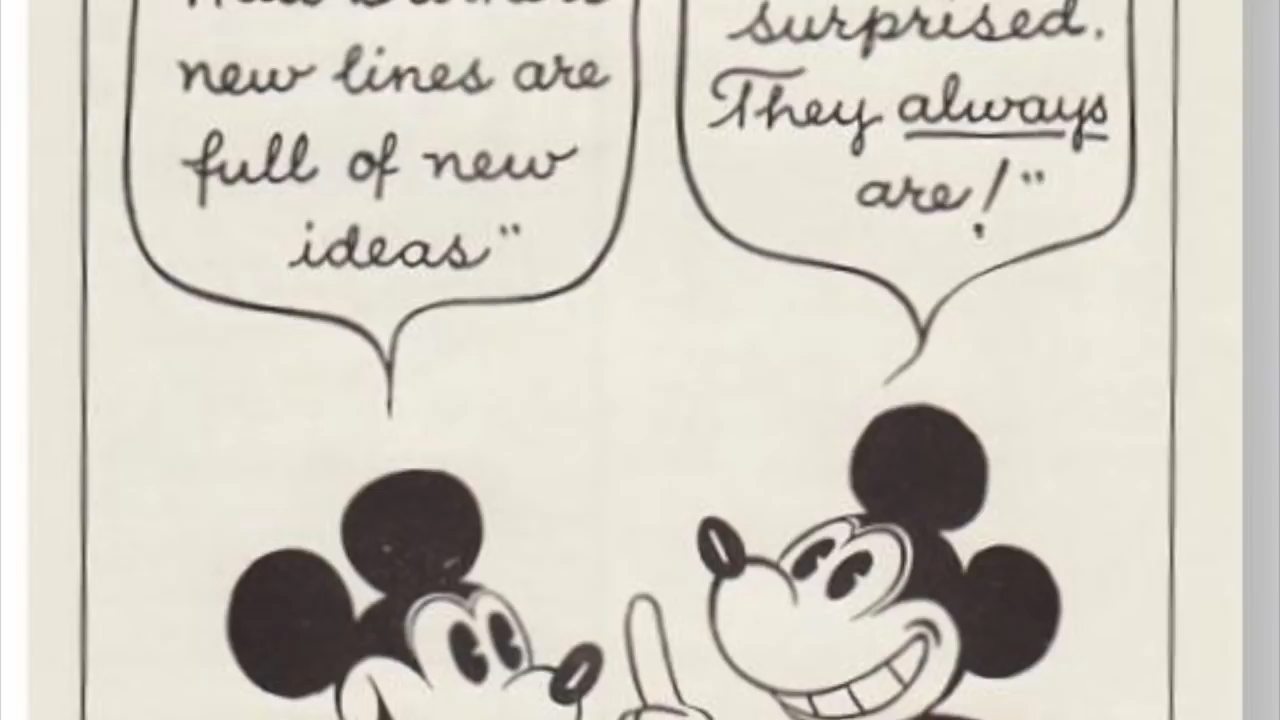 new lines are
full of new
ideas"
surprised.
They always
are!"